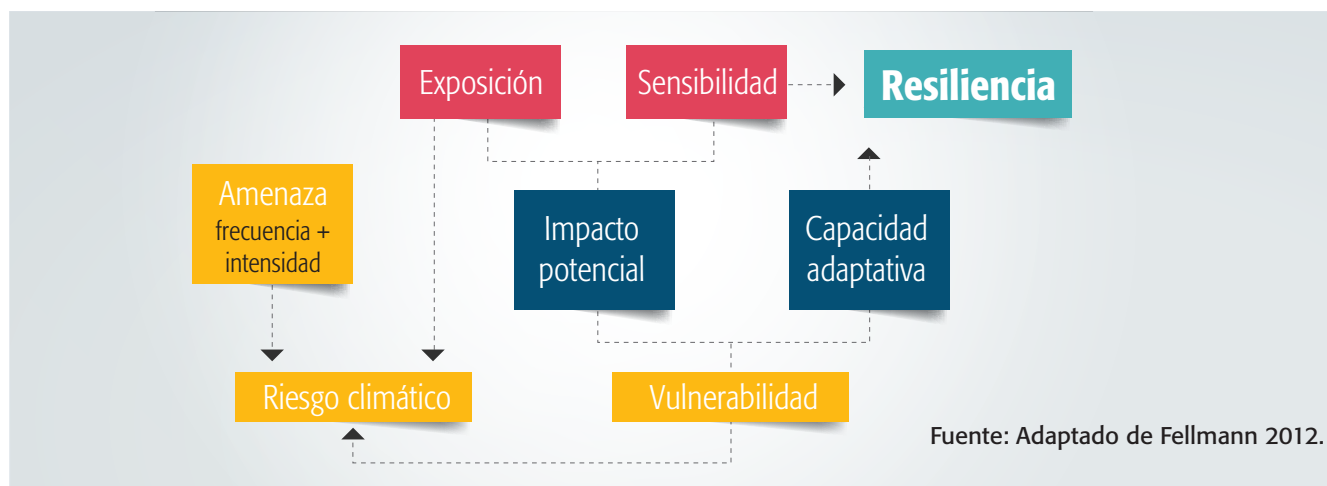 Exposición
Sensibilidad
Resiliencia
Amenaza
frecuencia +
intensidad
Impacto
potencial
Capacidad
adaptativa
Riesgo climático
Vulnerabilidad
Fuente: Adaptado de Fellmann 2012.